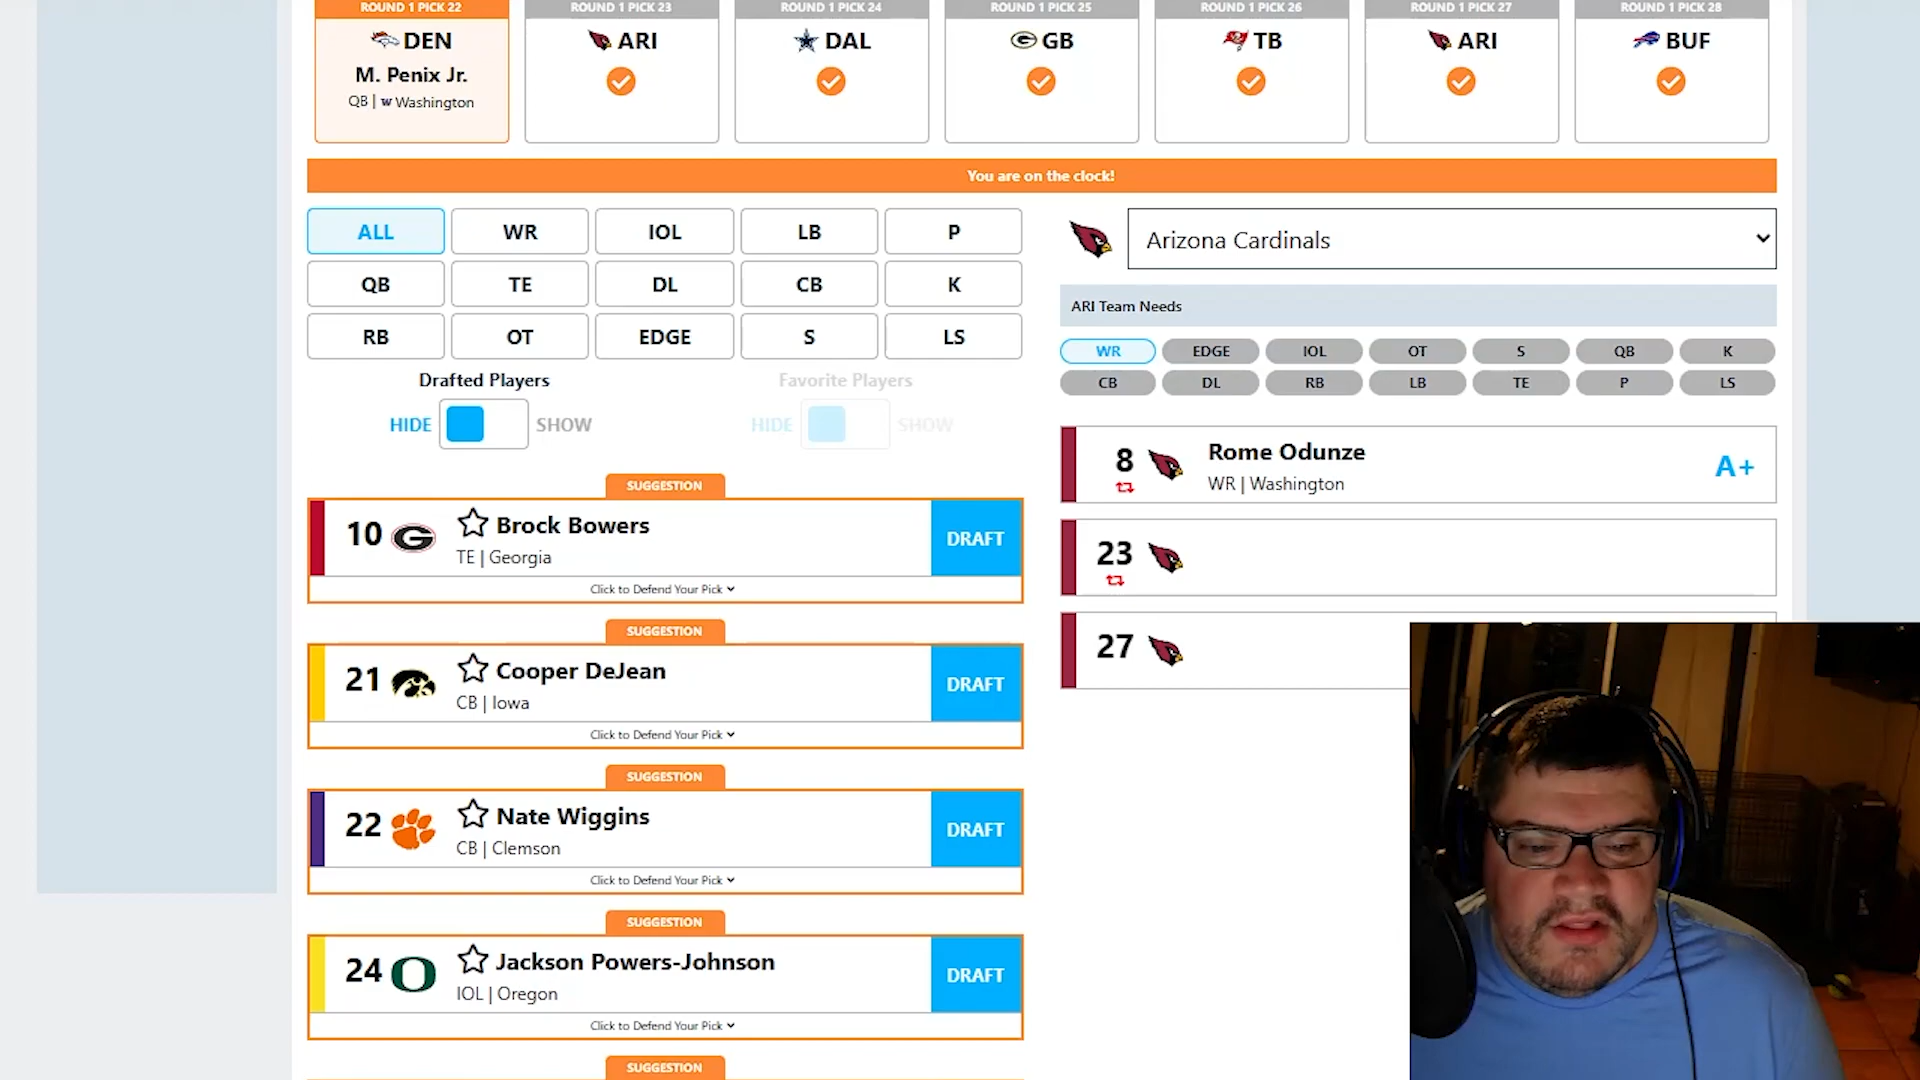 ROUND 1 PICK 22
DEN
M. Penix Jr.
QB | W Washington
ROUND 1 PICK 23
ARI
ROUND 1 PICK 24
DAL
ROUND 1 PICK 25
GB
ROUND 1 PICK 26
TB
ROUND 1 PICK 27
ARI
ROUND 1 PICK 28
BUF
You are on the clock!
ALL WR IOL LB P
QB TE DL CB K
RB OT EDGE S LS
Drafted Players
HIDE SHOW
Favorite Players
HIDE SHOW
SUGGESTION
10 G Brock Bowers
TE | Georgia
DRAFT
Click to Defend Your Pick
SUGGESTION
21 Cooper DeJean
CB | Iowa
DRAFT
Click to Defend Your Pick
SUGGESTION
22 Nate Wiggins
CB | Clemson
DRAFT
Click to Defend Your Pick
SUGGESTION
24 O Jackson Powers-Johnson
IOL | Oregon
DRAFT
Click to Defend Your Pick
SUGGESTION
Arizona Cardinals
ARI Team Needs
WR EDGE IOL OT S QB K
CB DL RB LB TE P LS
8 Rome Odunze
WR | Washington
A+
23
27